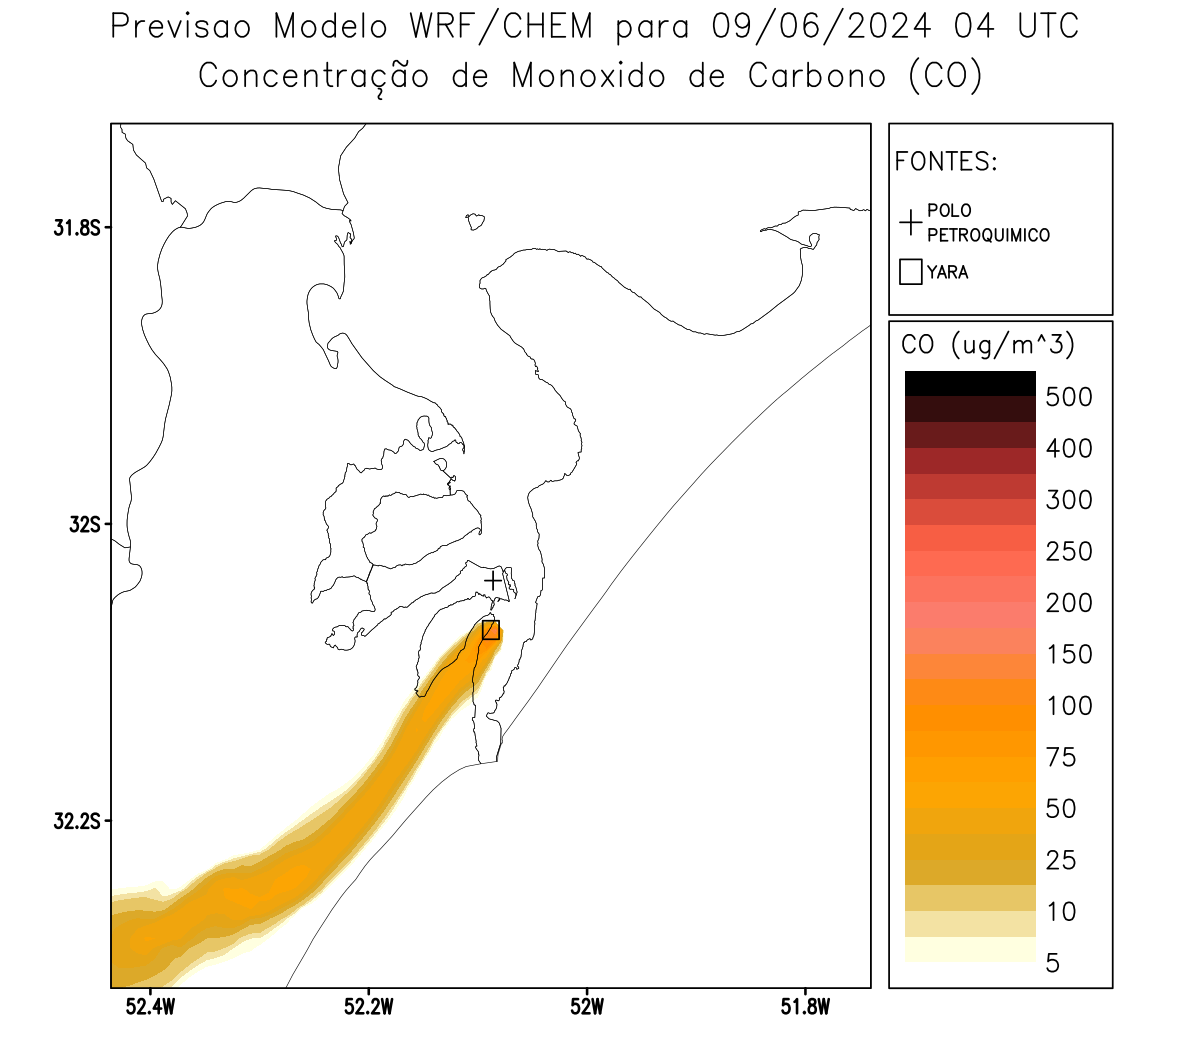 Previsao Modelo WRF/CHEM para 09/06/2024 04 UTC
Concentração de Monoxido de Carbono (CO)
FONTES:
POLO
PETROQUIMICO
YARA
CO (ug/m^3)
500
400
300
250
200
150
100
75
50
25
10
5
31.8S
32S
32.2S
52.4W
52.2W
52W
51.8W